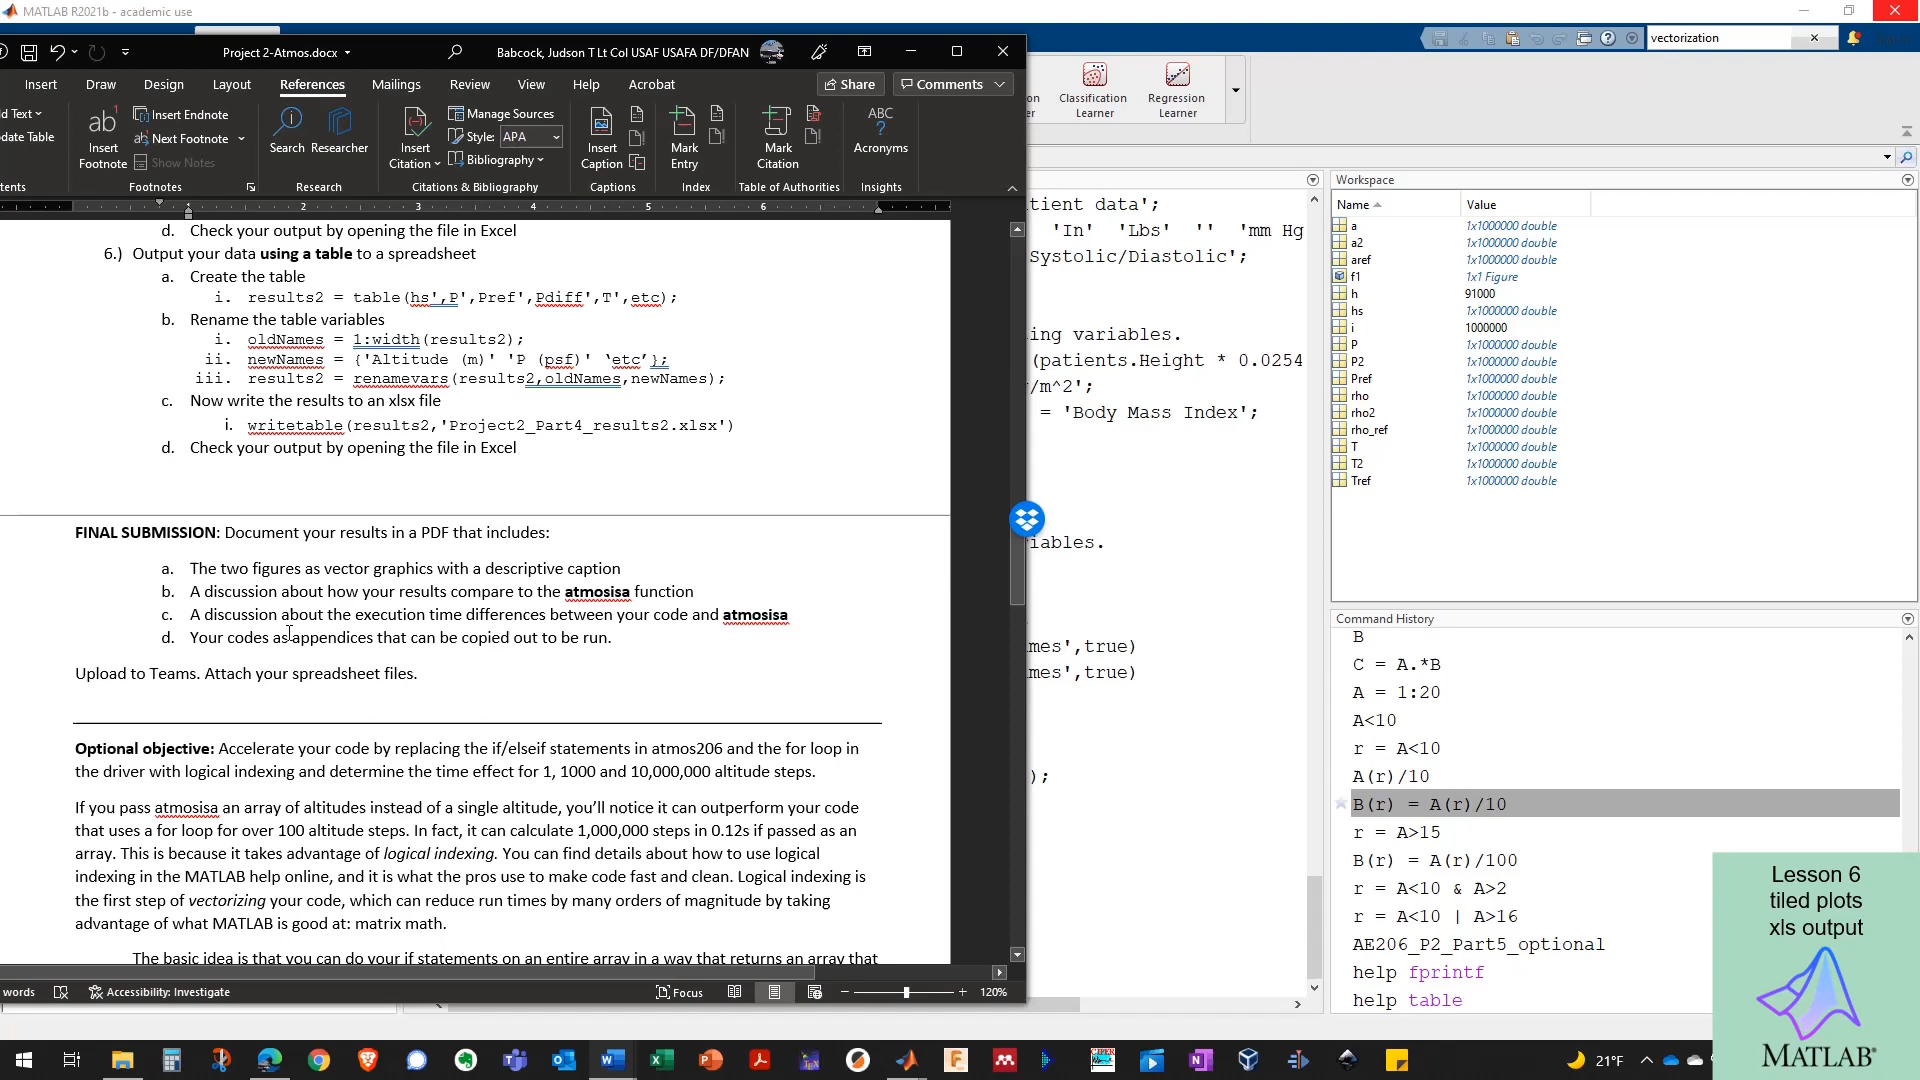 MATLAB R2021b - academic use
Project 2-Atmos.docx
Babcock, Judson T Lt Col USAF USAFA DF/DFAN
vectorization
Insert Draw Design Layout References Mailings Review View Help Acrobat
Share
Comments
Insert Footnote
Insert Endnote
Next Footnote
Show Notes
Footnotes
Search
Researcher
Research
Insert Citation
Manage Sources
Style: APA
Bibliography
Citations & Bibliography
Insert Caption
Captions
Mark Entry
Index
Mark Citation
Table of Authorities
ABC
Acronyms
Insights
Classification Learner
Regression Learner
1 2 3 4 5 6
d. Check your output by opening the file in Excel
6.) Output your data using a table to a spreadsheet
a. Create the table
i. results2 = table(hs',P',Pref',Pdiff',T',etc);
b. Rename the table variables
i. oldNames = 1:width(results2);
ii. newNames = {'Altitude (m)' 'P (psf)' ‘etc’};
iii. results2 = renamevars(results2,oldNames,newNames);
c. Now write the results to an xlsx file
i. writetable(results2,'Project2_Part4_results2.xlsx')
d. Check your output by opening the file in Excel
FINAL SUBMISSION: Document your results in a PDF that includes:
a. The two figures as vector graphics with a descriptive caption
b. A discussion about how your results compare to the atmosisa function
c. A discussion about the execution time differences between your code and atmosisa
d. Your codes as appendices that can be copied out to be run.
Upload to Teams. Attach your spreadsheet files.
Optional objective: Accelerate your code by replacing the if/elseif statements in atmos206 and the for loop in
the driver with logical indexing and determine the time effect for 1, 1000 and 10,000,000 altitude steps.
If you pass atmosisa an array of altitudes instead of a single altitude, you’ll notice it can outperform your code
that uses a for loop for over 100 altitude steps. In fact, it can calculate 1,000,000 steps in 0.12s if passed as an
array. This is because it takes advantage of logical indexing. You can find details about how to use logical
indexing in the MATLAB help online, and it is what the pros use to make code fast and clean. Logical indexing is
the first step of vectorizing your code, which can reduce run times by many orders of magnitude by taking
advantage of what MATLAB is good at: matrix math.
The basic idea is that you can do your if statements on an entire array in a way that returns an array that
words
Accessibility: Investigate
Focus
120%
tient data';
'In' 'Lbs' '' 'mm Hg
Systolic/Diastolic';
ing variables.
(patients.Height * 0.0254
/m^2';
= 'Body Mass Index';
iables.
mes',true)
mes',true)
);
Workspace
Name Value
a 1x1000000 double
a2 1x1000000 double
aref 1x1000000 double
f1 1x1 Figure
h 91000
hs 1x1000000 double
i 1000000
P 1x1000000 double
P2 1x1000000 double
Pref 1x1000000 double
rho 1x1000000 double
rho2 1x1000000 double
rho_ref 1x1000000 double
T 1x1000000 double
T2 1x1000000 double
Tref 1x1000000 double
Command History
B
C = A.*B
A = 1:20
A<10
r = A<10
A(r)/10
B(r) = A(r)/10
r = A>15
B(r) = A(r)/100
r = A<10 & A>2
r = A<10 | A>16
AE206_P2_Part5_optional
help fprintf
help table
Lesson 6
tiled plots
xls output
MATLAB
21°F